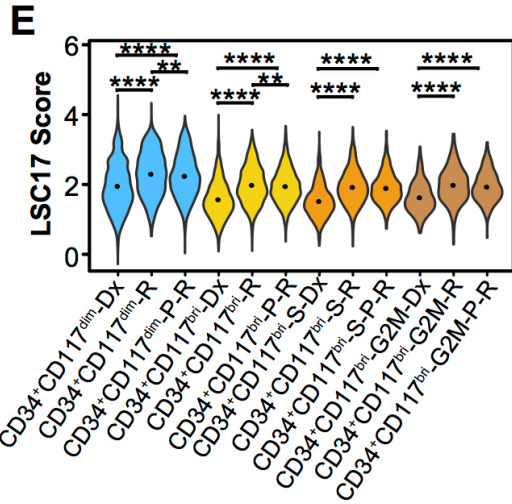 E
LSC17 Score
6
4
2
0
**** ** ****
**** ** ****
**** ****
**** ****
CD34⁺CD117ᵈⁱᵐ-Dx
CD34⁺CD117ᵈⁱᵐ-R
CD34⁺CD117ᵈⁱᵐ-P-R
CD34⁺CD117ᵇʳⁱ-Dx
CD34⁺CD117ᵇʳⁱ-R
CD34⁺CD117ᵇʳⁱ-P-R
CD34⁺CD117ᵇʳⁱ-S-Dx
CD34⁺CD117ᵇʳⁱ-S-R
CD34⁺CD117ᵇʳⁱ-S-P-R
CD34⁺CD117ᵇʳⁱ-G2M-Dx
CD34⁺CD117ᵇʳⁱ-G2M-R
CD34⁺CD117ᵇʳⁱ-G2M-P-R